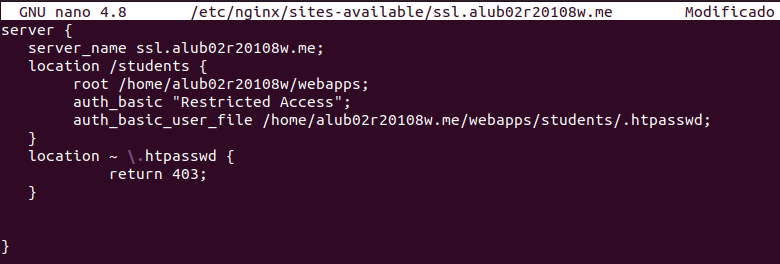 GNU nano 4.8 /etc/nginx/sites-available/ssl.alub02r20108w.me Modificado
server {
server_name ssl.alub02r20108w.me;
location /students {
root /home/alub02r20108w/webapps;
auth_basic "Restricted Access";
auth_basic_user_file /home/alub02r20108w.me/webapps/students/.htpasswd;
}
location ~ \.htpasswd {
return 403;
}
}